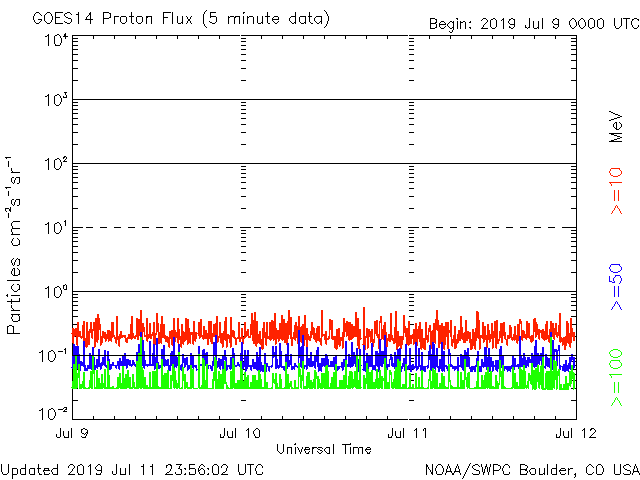 GOES14 Proton Flux (5 minute data)
Begin: 2019 Jul 9 0000 UTC
10⁴
10³
10²
10¹
10⁰
10⁻¹
10⁻²
Particles cm⁻²s⁻¹sr⁻¹
MeV
>=10
>=50
>=100
Jul 9
Jul 10
Jul 11
Jul 12
Universal Time
Updated 2019 Jul 11 23:56:02 UTC
NOAA/SWPC Boulder, CO USA